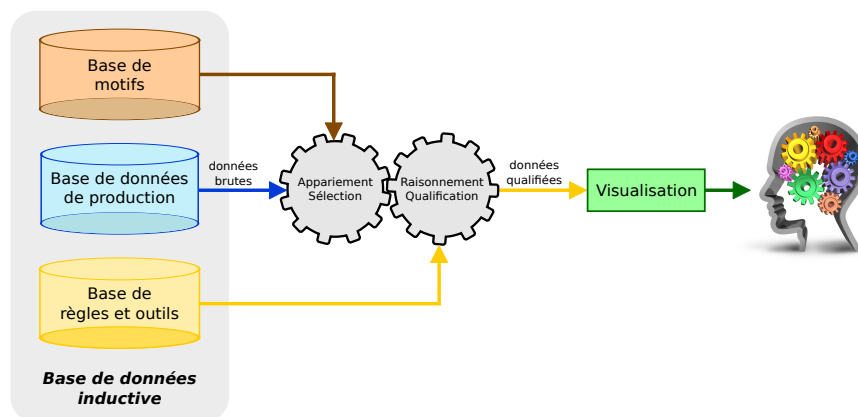 Base de
motifs
Base de données
de production
données
brutes
Appariement
Sélection
Raisonnement
Qualification
données
qualifiées
Visualisation
Base de
règles et outils
Base de données
inductive